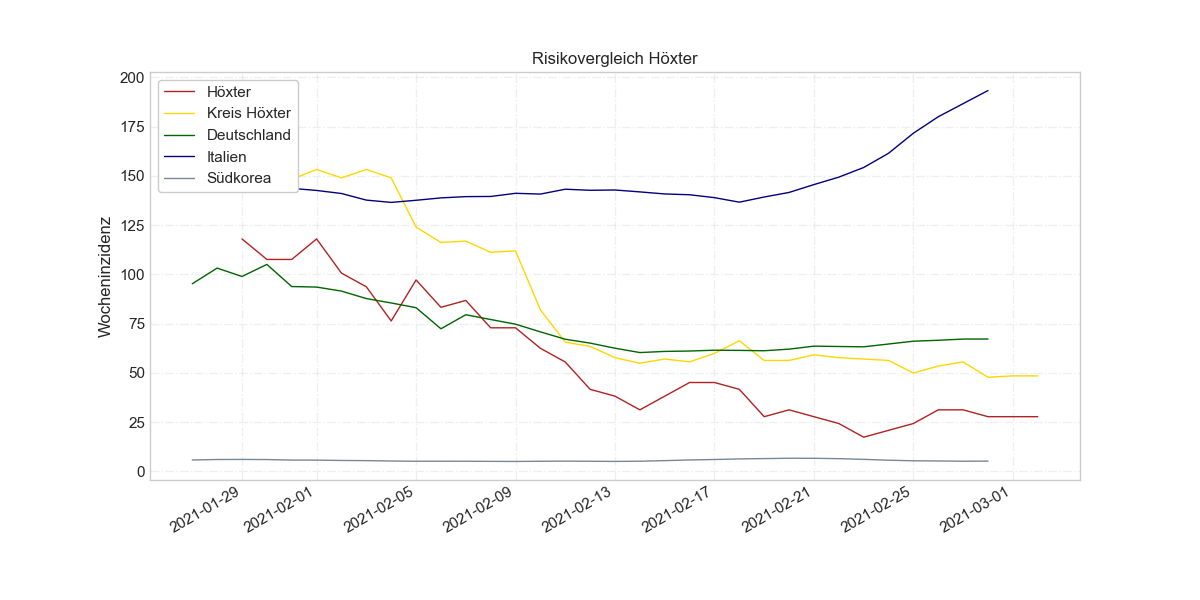 Risikovergleich Höxter
Wocheninzidenz
200
175
150
125
100
75
50
25
0
Höxter
Kreis Höxter
Deutschland
Italien
Südkorea
2021-01-29
2021-02-01
2021-02-05
2021-02-09
2021-02-13
2021-02-17
2021-02-21
2021-02-25
2021-03-01